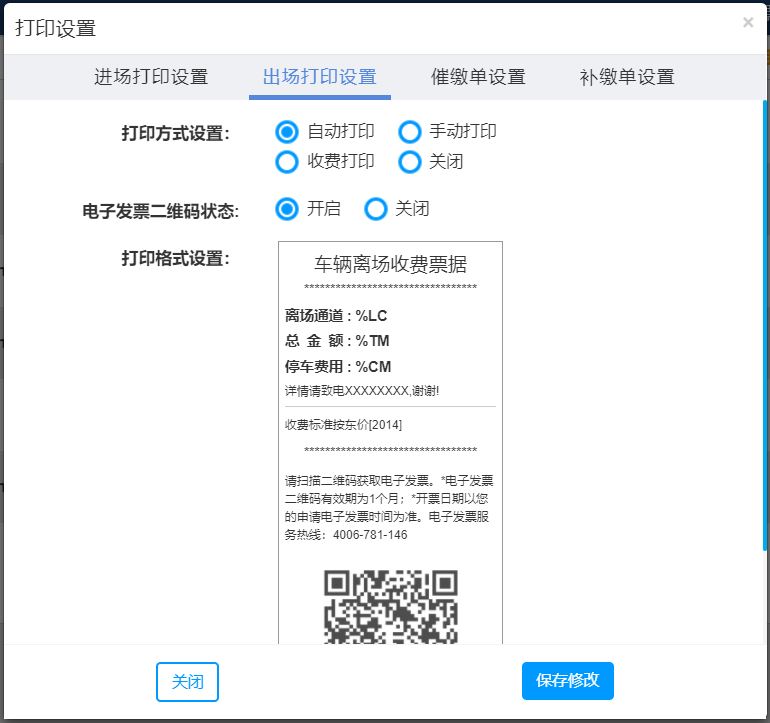 打印设置
×
进场打印设置 出场打印设置 催缴单设置 补缴单设置
打印方式设置: 自动打印 手动打印
收费打印 关闭
电子发票二维码状态: 开启 关闭
打印格式设置:
车辆离场收费票据
*********************************
离场通道 : %LC
总 金 额 : %TM
停车费用 : %CM
详情请致电XXXXXXXX,谢谢!
收费标准按东价[2014]
*********************************
请扫描二维码获取电子发票。*电子发票
二维码有效期为1个月；*开票日期以您
的申请电子发票时间为准。电子发票服
务热线：4006-781-146
关闭 保存修改